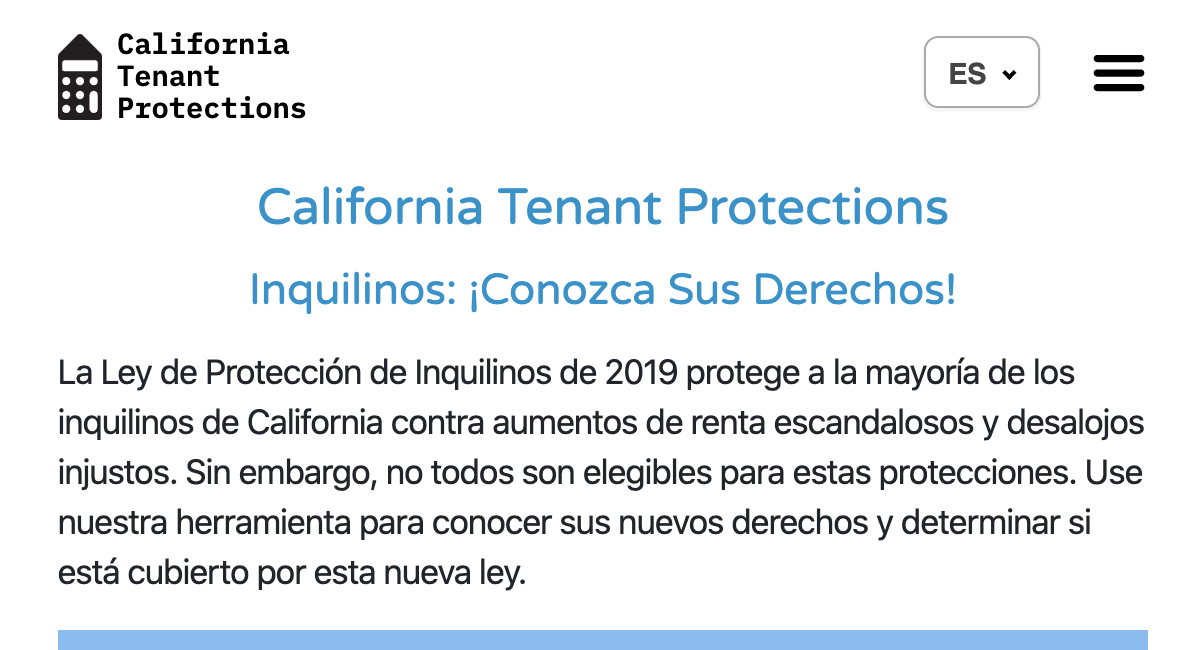 California
Tenant
Protections
ES
California Tenant Protections
Inquilinos: ¡Conozca Sus Derechos!
La Ley de Protección de Inquilinos de 2019 protege a la mayoría de los
inquilinos de California contra aumentos de renta escandalosos y desalojos
injustos. Sin embargo, no todos son elegibles para estas protecciones. Use
nuestra herramienta para conocer sus nuevos derechos y determinar si
está cubierto por esta nueva ley.